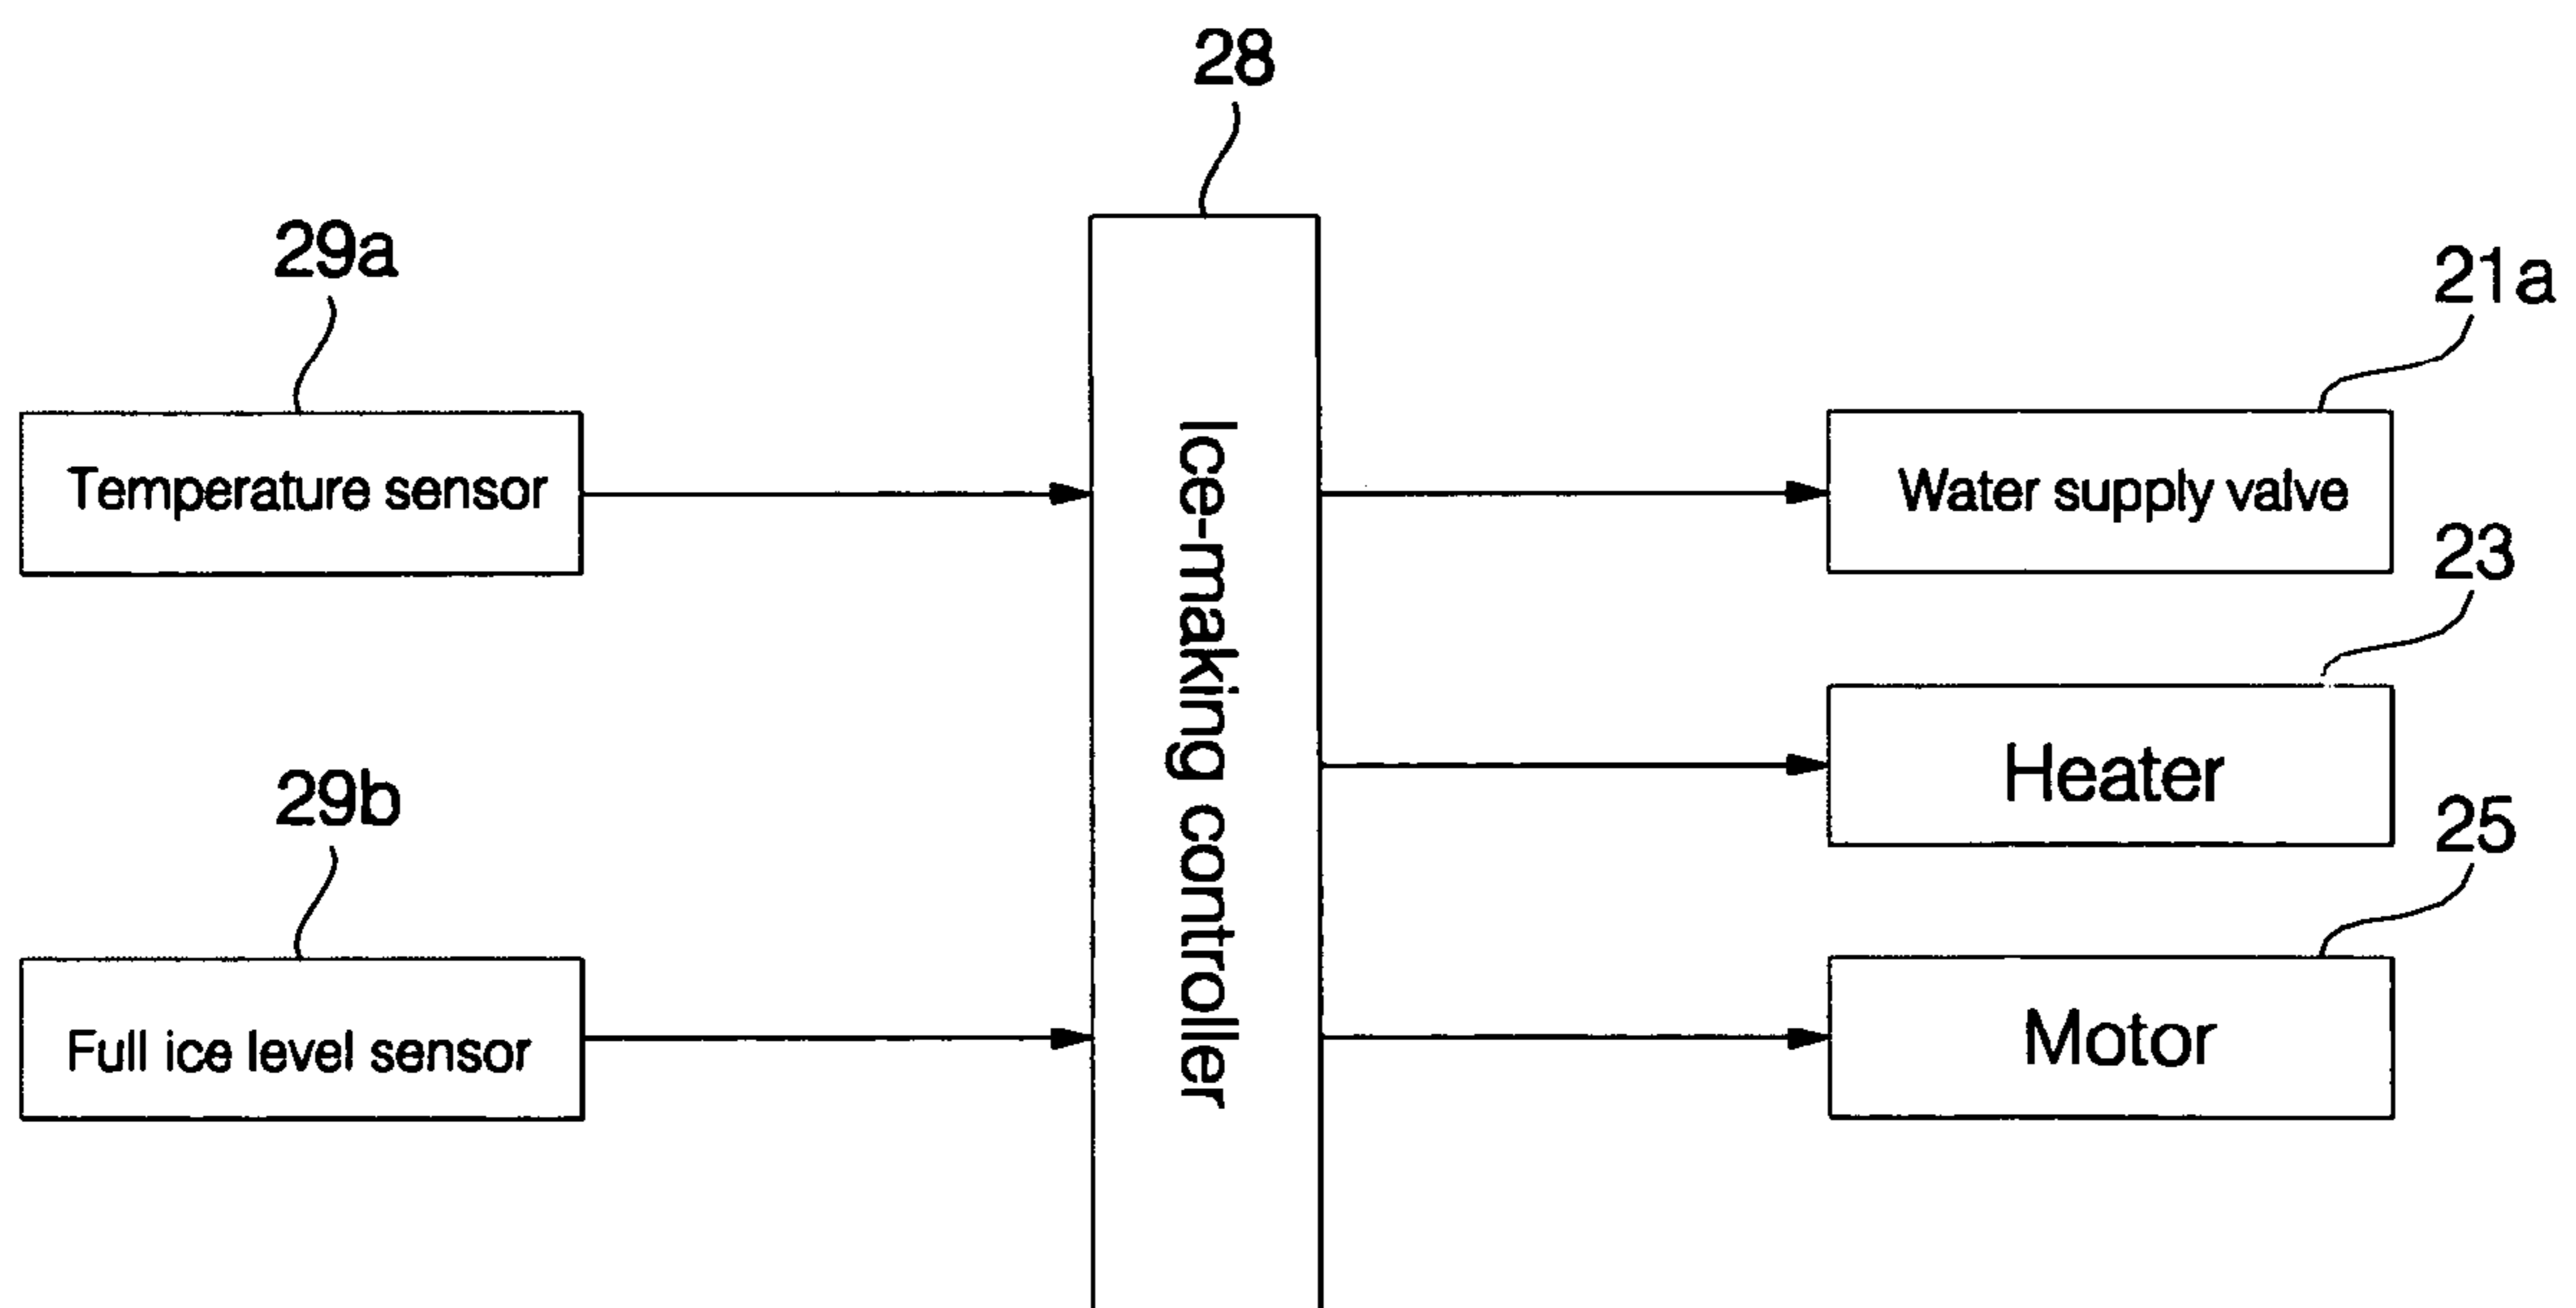 28
29a
21a
Temperature sensor
Water supply valve
23
Ice-making controller
Heater
29b
25
Full ice level sensor
Motor